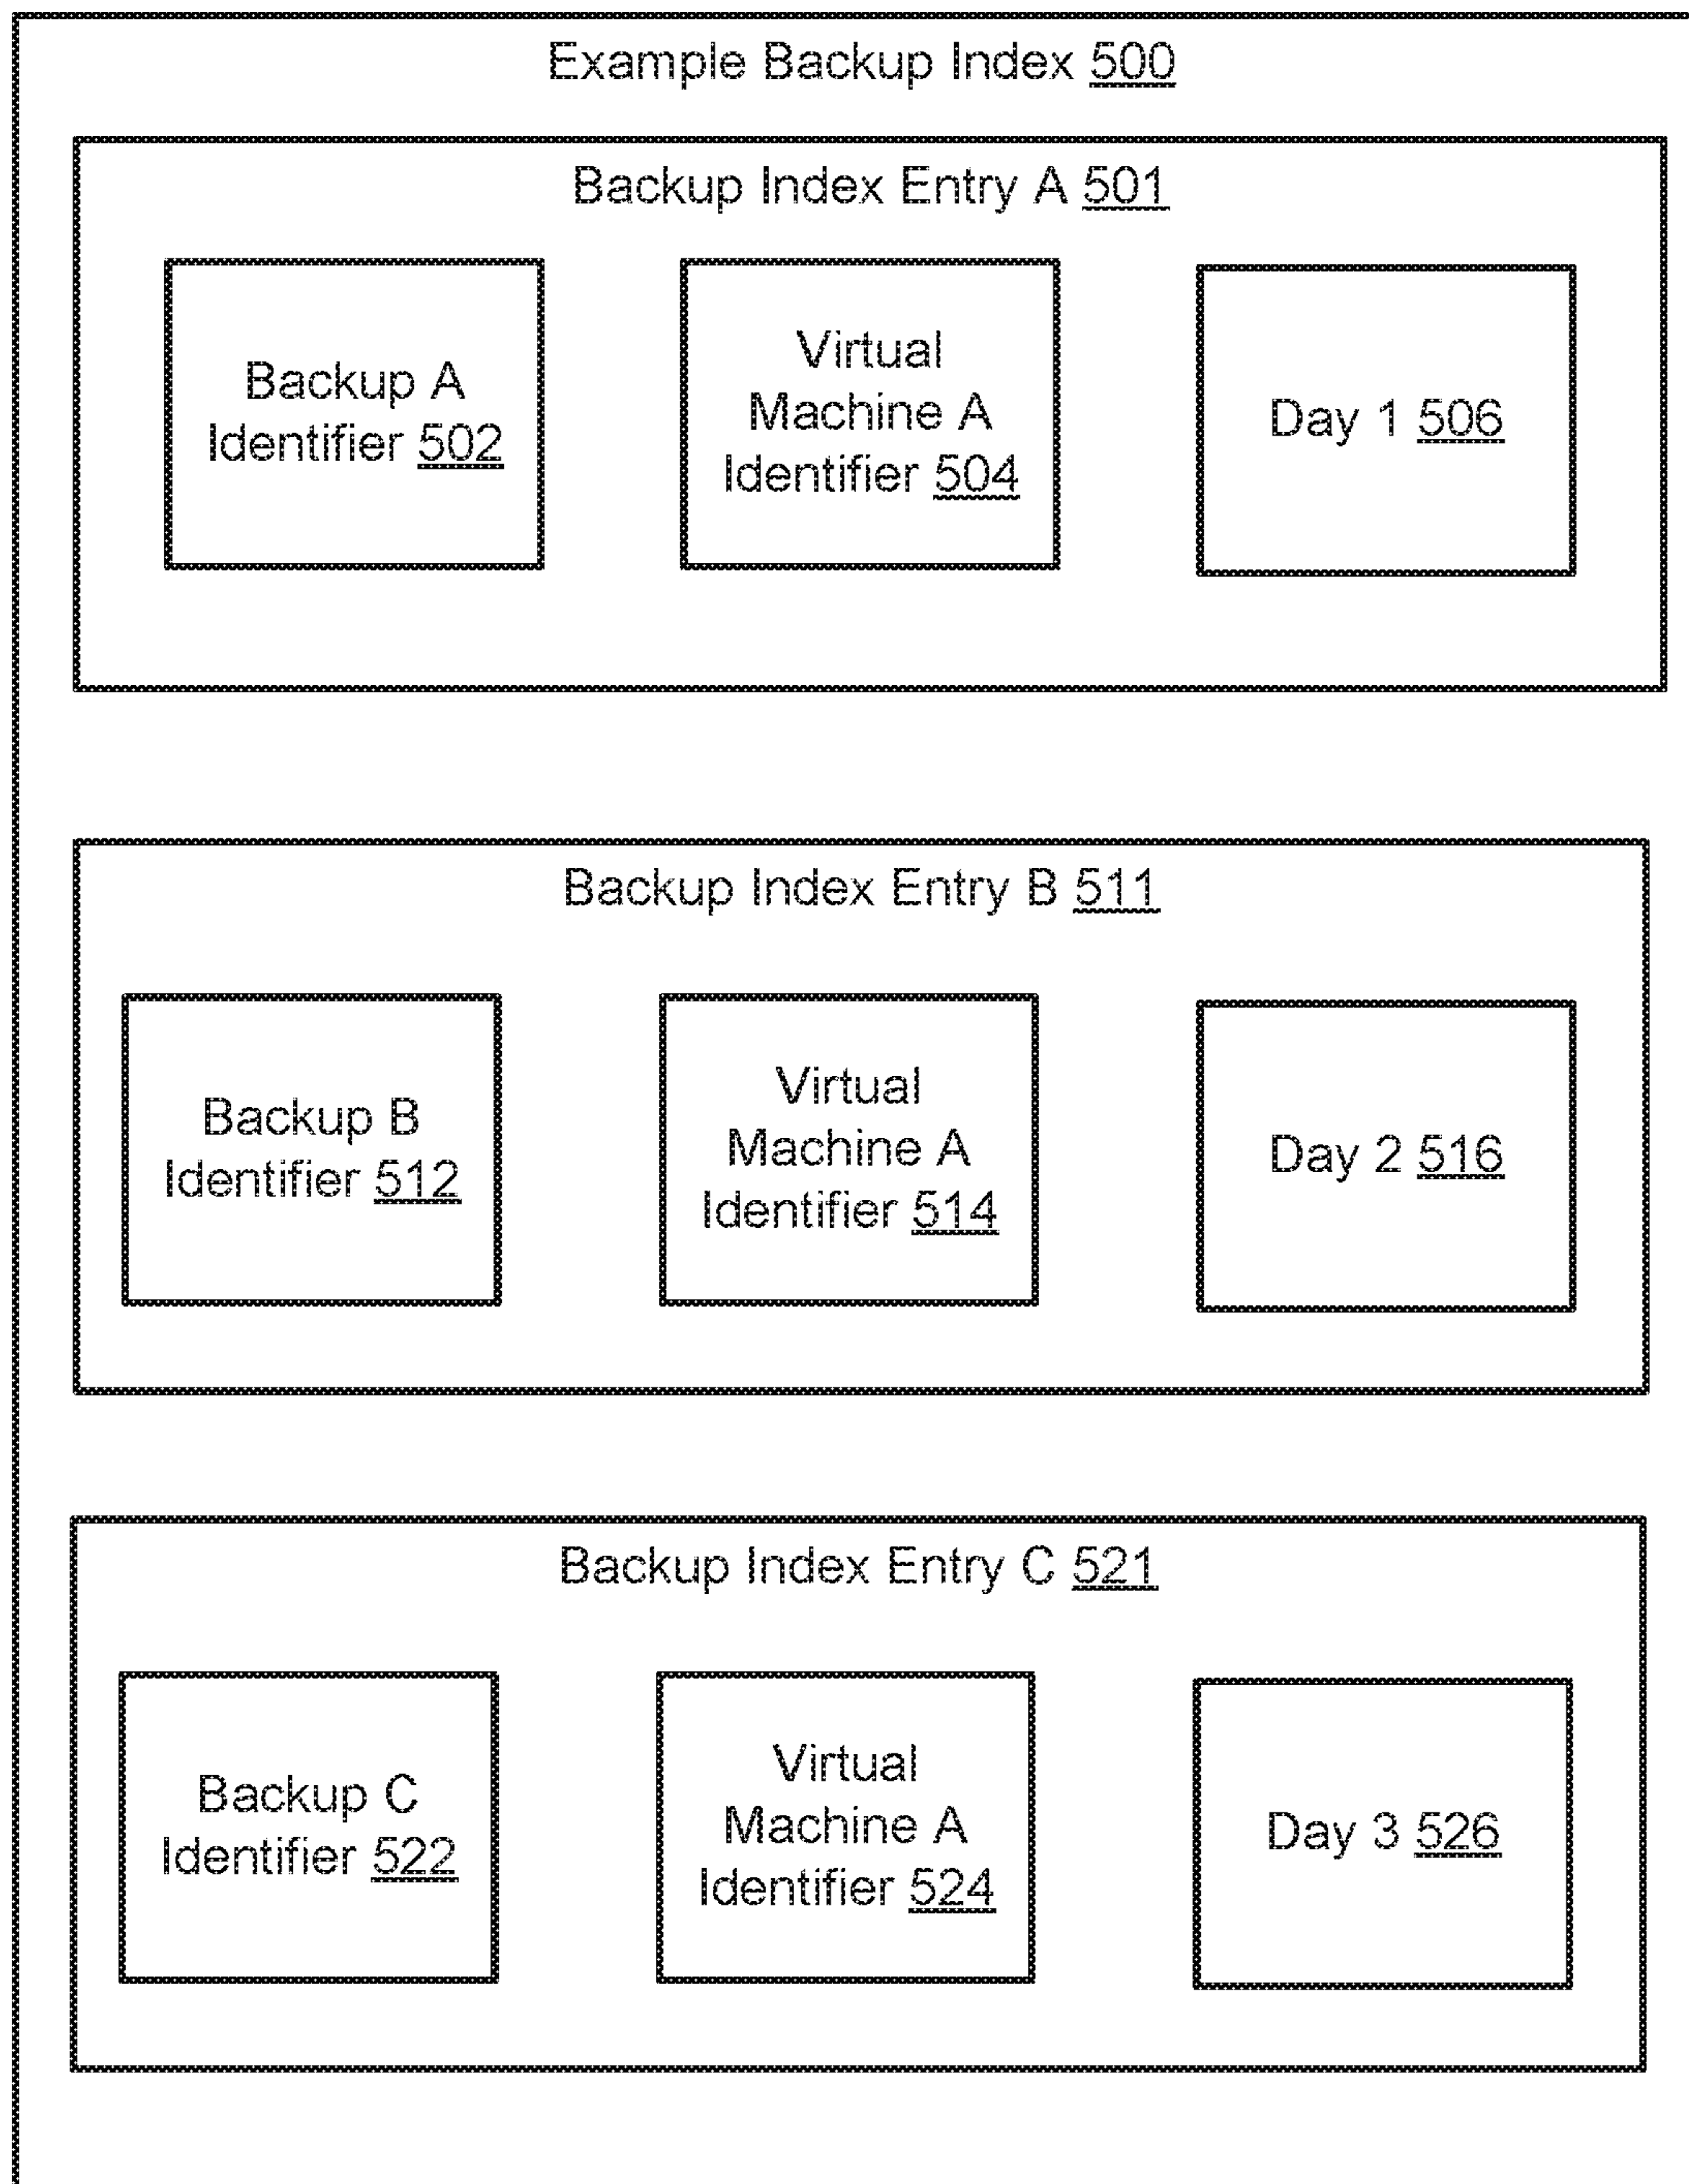 Example Backup Index 500
Backup Index Entry A 501
Backup A
Identifier 502
Virtual
Machine A
Identifier 504
Day 1 506
Backup Index Entry B 511
Backup B
Identifier 512
Virtual
Machine A
Identifier 514
Day 2 516
Backup Index Entry C 521
Backup C
Identifier 522
Virtual
Machine A
Identifier 524
Day 3 526